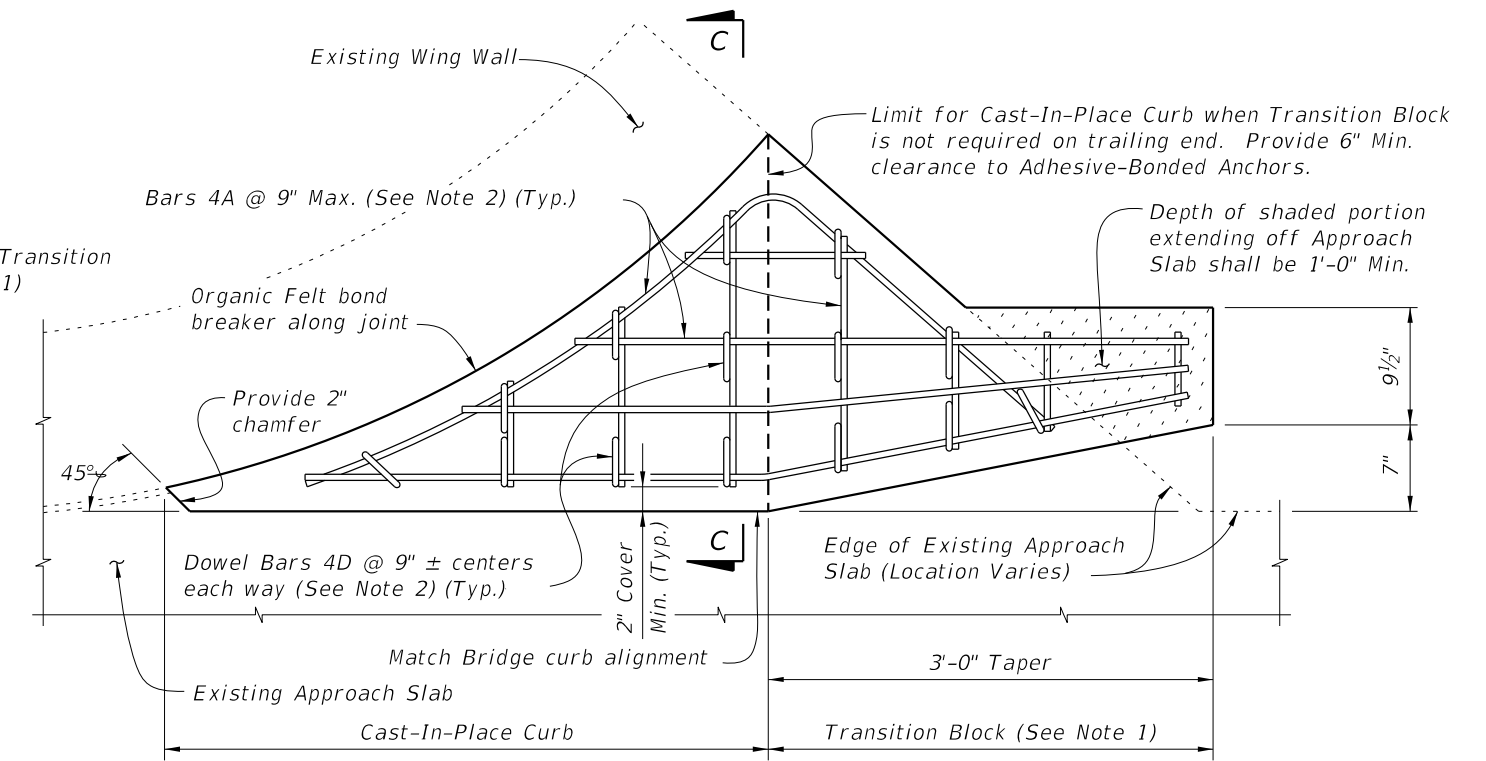 C
Existing Wing Wall
Limit for Cast-In-Place Curb when Transition Block
is not required on trailing end. Provide 6" Min.
clearance to Adhesive-Bonded Anchors.
Bars 4A @ 9" Max. (See Note 2) (Typ.)
Depth of shaded portion
extending off Approach
Slab shall be 1'-0" Min.
Transition
1)
Organic Felt bond
breaker along joint
Provide 2"
chamfer
9½"
45°
7"
Dowel Bars 4D @ 9" ± centers
each way (See Note 2) (Typ.)
2" Cover
Min. (Typ.)
C
Edge of Existing Approach
Slab (Location Varies)
Match Bridge curb alignment
3'-0" Taper
Existing Approach Slab
Cast-In-Place Curb
Transition Block (See Note 1)